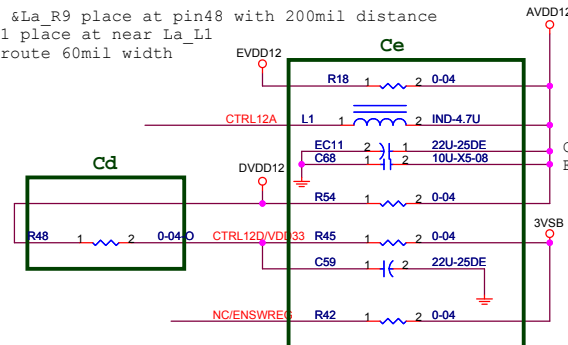 &La_R9 place at pin48 with 200mil distance
1 place at near La_L1
route 60mil width
AVDD12
EVDD12
Ce
R18 1 2 0-04
CTRL12A L1 1 2 IND-4.7U
EC11 2 1 22U-25DE
C68 1 2 10U-X5-08
Cd
DVDD12
R54 1 2 0-04
3VSB
R48 1 2 0-04-O CTRL12D/VDD33 R45 1 2 0-04
C59 1 2 22U-25DE
NC/ENSWREG R42 1 2 0-04